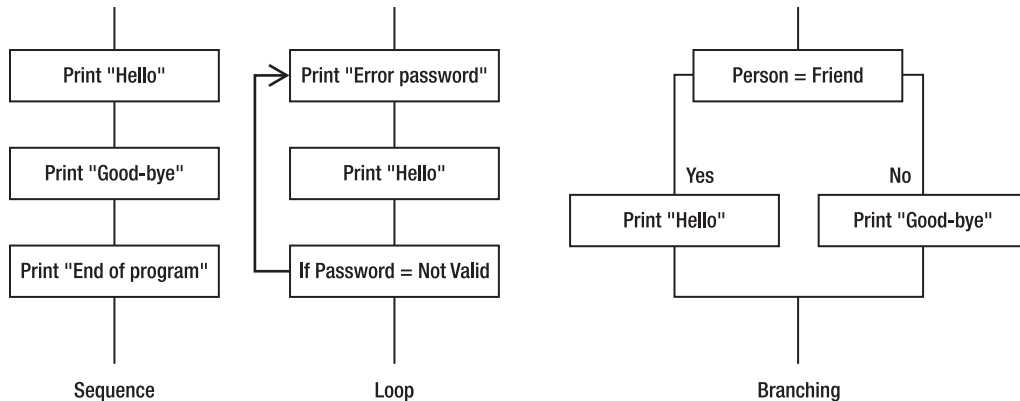 Print "Hello"
Print "Good-bye"
Print "End of program"
Sequence
Print "Error password"
Print "Hello"
If Password = Not Valid
Loop
Person = Friend
Yes
No
Print "Hello"
Print "Good-bye"
Branching